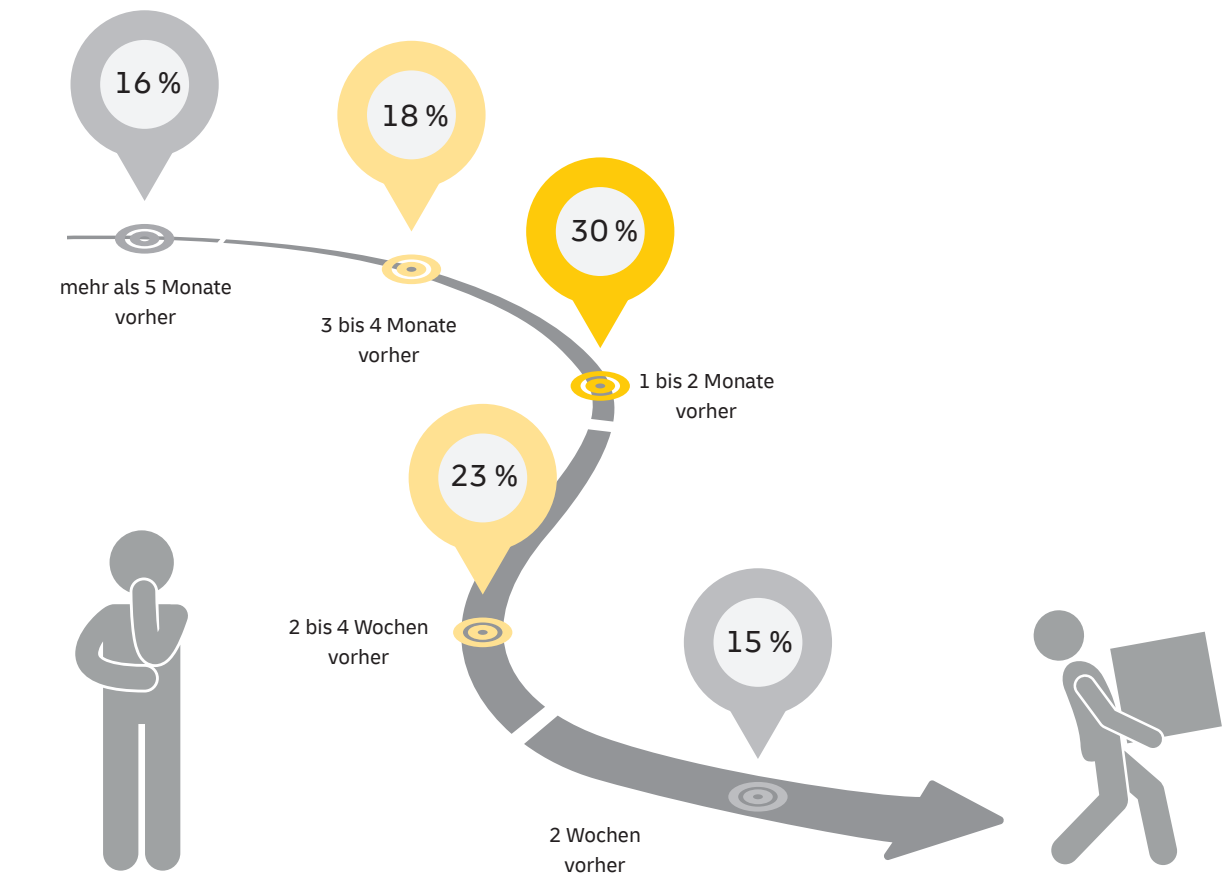 16 %
mehr als 5 Monate
vorher
18 %
3 bis 4 Monate
vorher
30 %
1 bis 2 Monate
vorher
23 %
2 bis 4 Wochen
vorher
15 %
2 Wochen
vorher